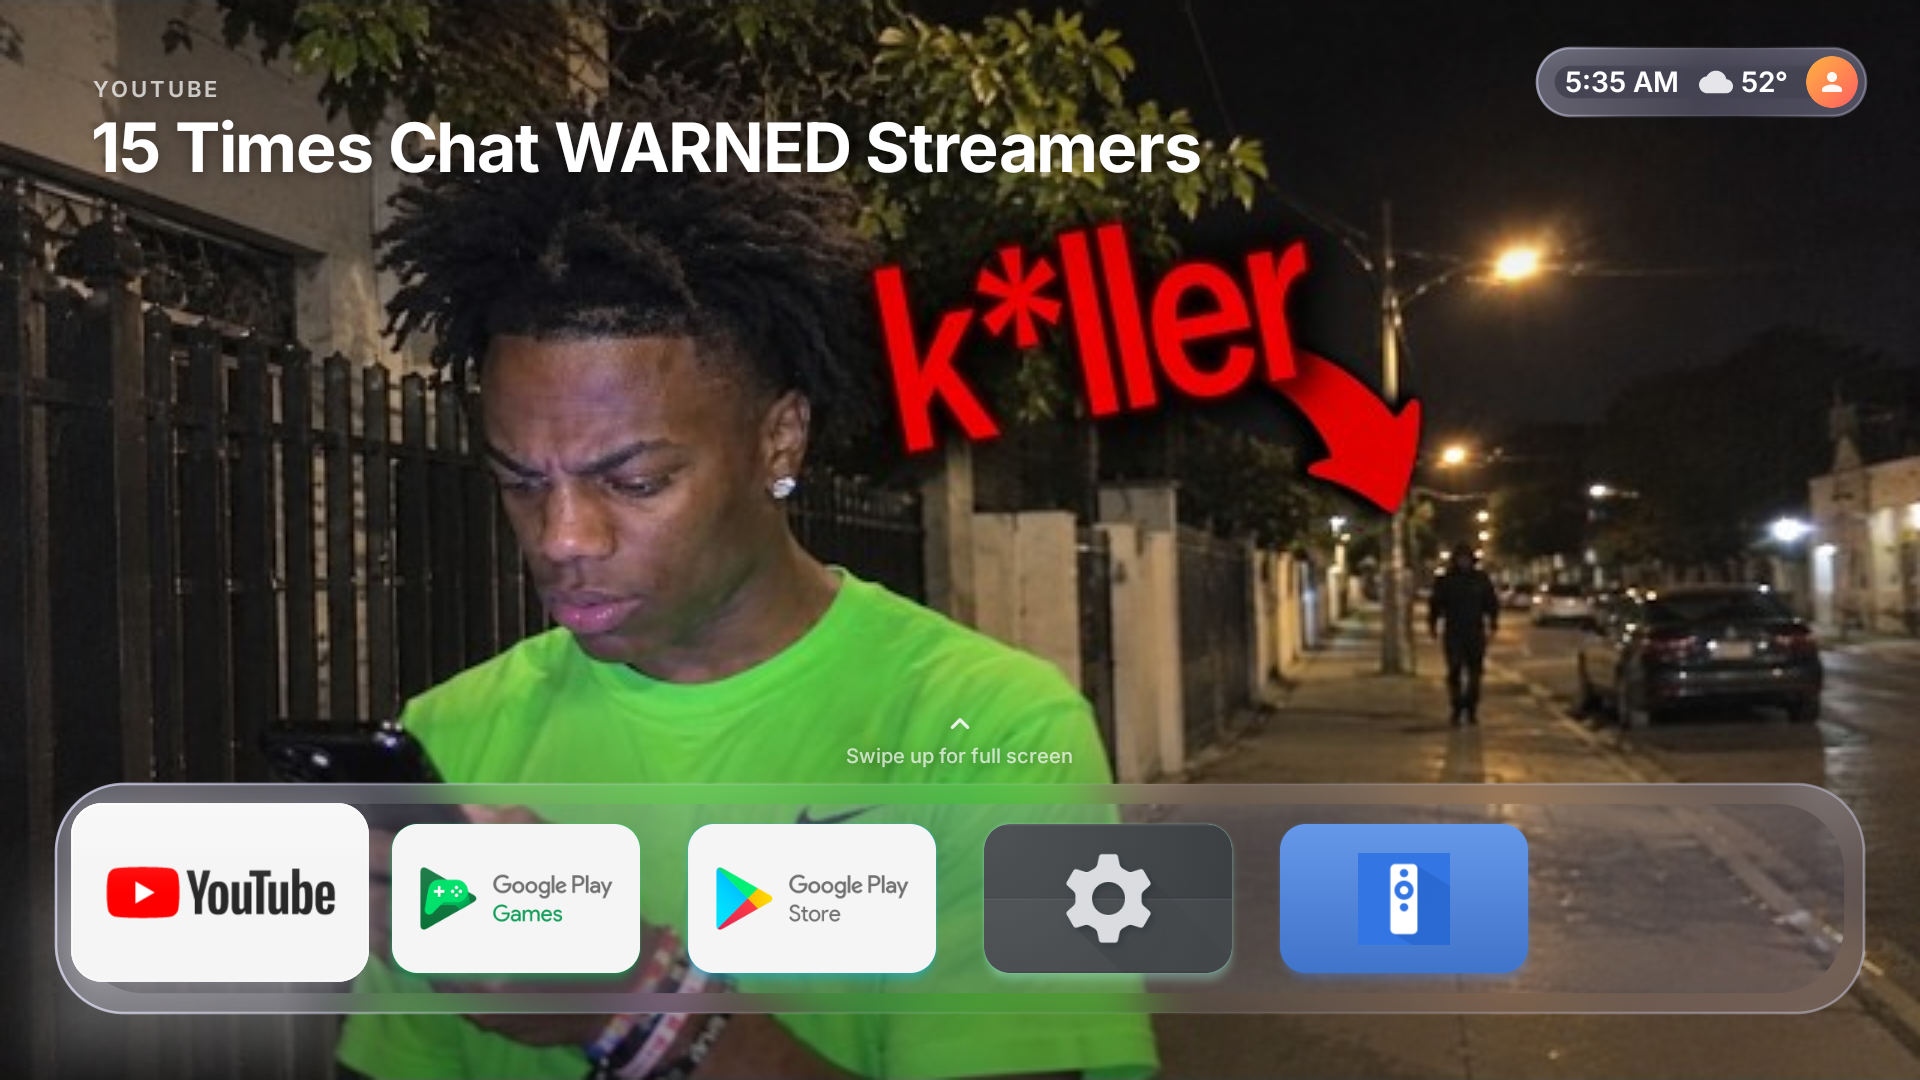 YOUTUBE
15 Times Chat WARNED Streamers
5:35 AM 52°
k*ller
Swipe up for full screen
YouTube
Google Play
Games
Google Play
Store